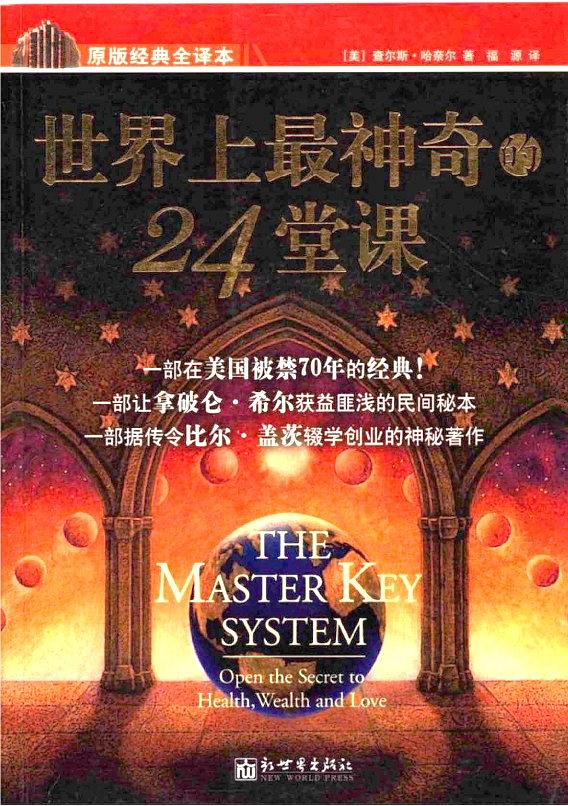 原版经典全译本
[美] 查尔斯·哈奈尔 著 福 源 译
世界上最神奇的
24堂课
一部在美国被禁70年的经典!
一部让拿破仑·希尔获益匪浅的民间秘本
一部据传令比尔·盖茨辍学创业的神秘著作
THE
MASTER KEY
SYSTEM
Open the Secret to
Health, Wealth and Love
新世界出版社
NEW WORLD PRESS